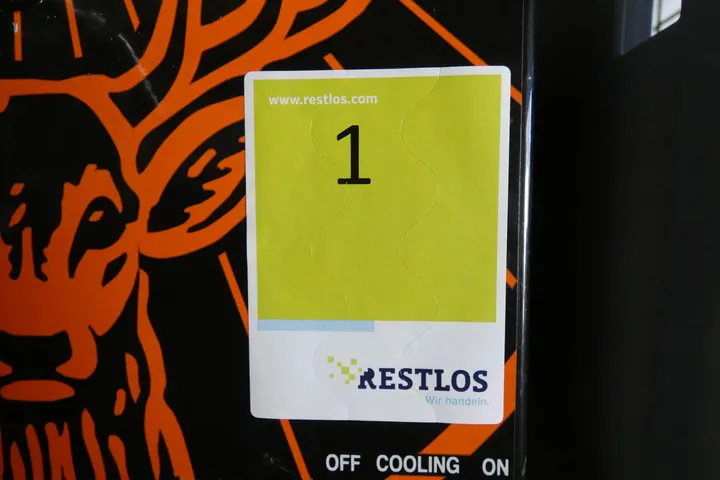 www.restlos.com
1
RESTLOS
Wir handeln.
OFF COOLING ON